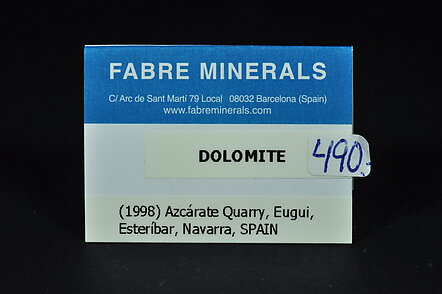 FABRE MINERALS
C/ Arc de Sant Martí 79 Local 08032 Barcelona (Spain)
www.fabreminerals.com
DOLOMITE 490.-
(1998) Azcárate Quarry, Eugui,
Esteríbar, Navarra, SPAIN